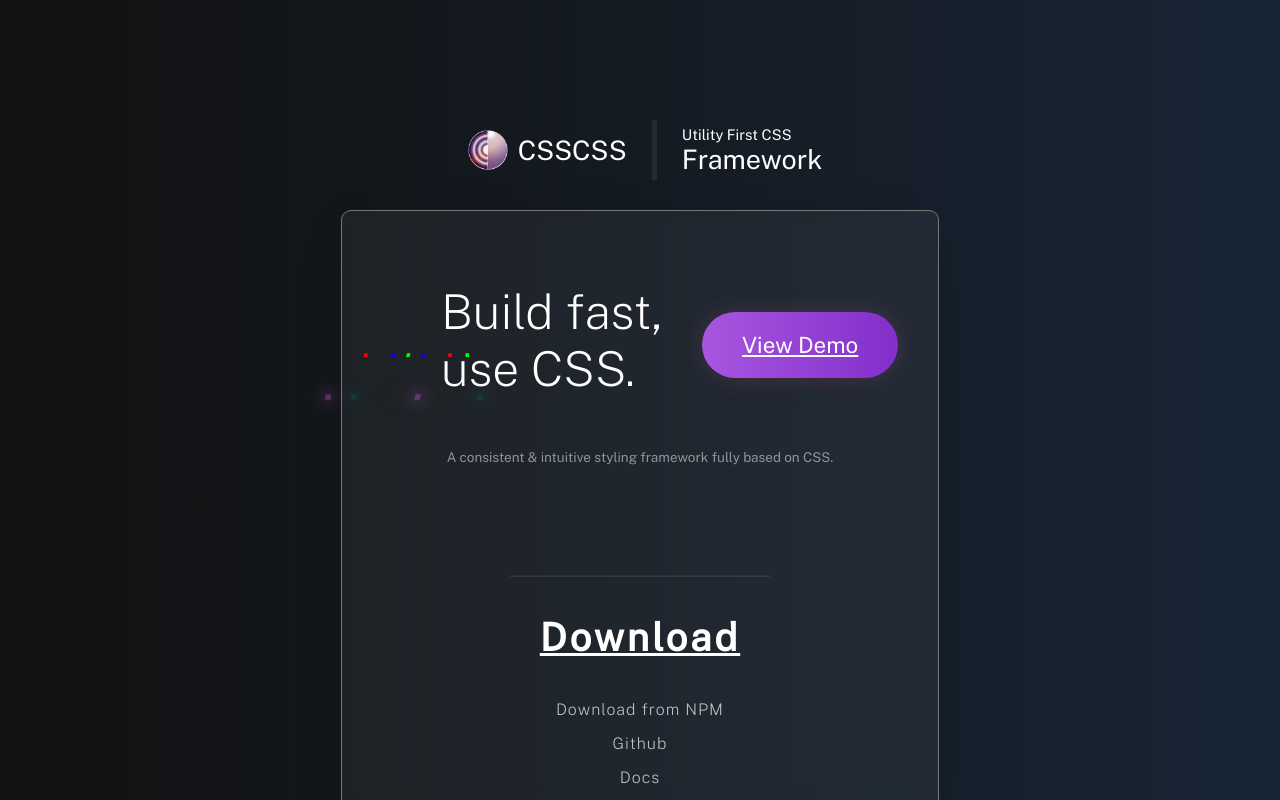 CSSCSS
Utility First CSS
Framework
Build fast,
use CSS.
View Demo
A consistent & intuitive styling framework fully based on CSS.
Download
Download from NPM
Github
Docs